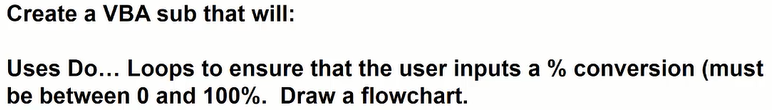 Create a VBA sub that will:
Uses Do... Loops to ensure that the user inputs a % conversion (must
be between 0 and 100%.  Draw a flowchart.